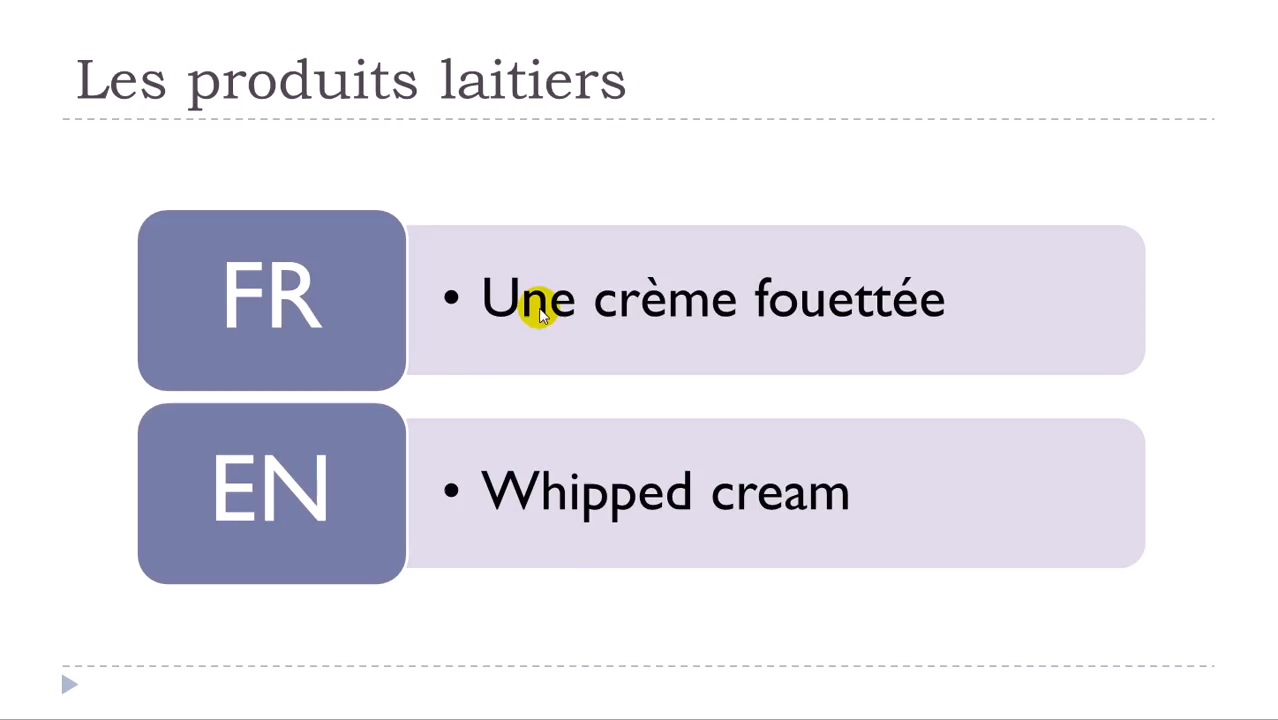 Les produits laitiers
FR
• Une crème fouettée
EN
• Whipped cream